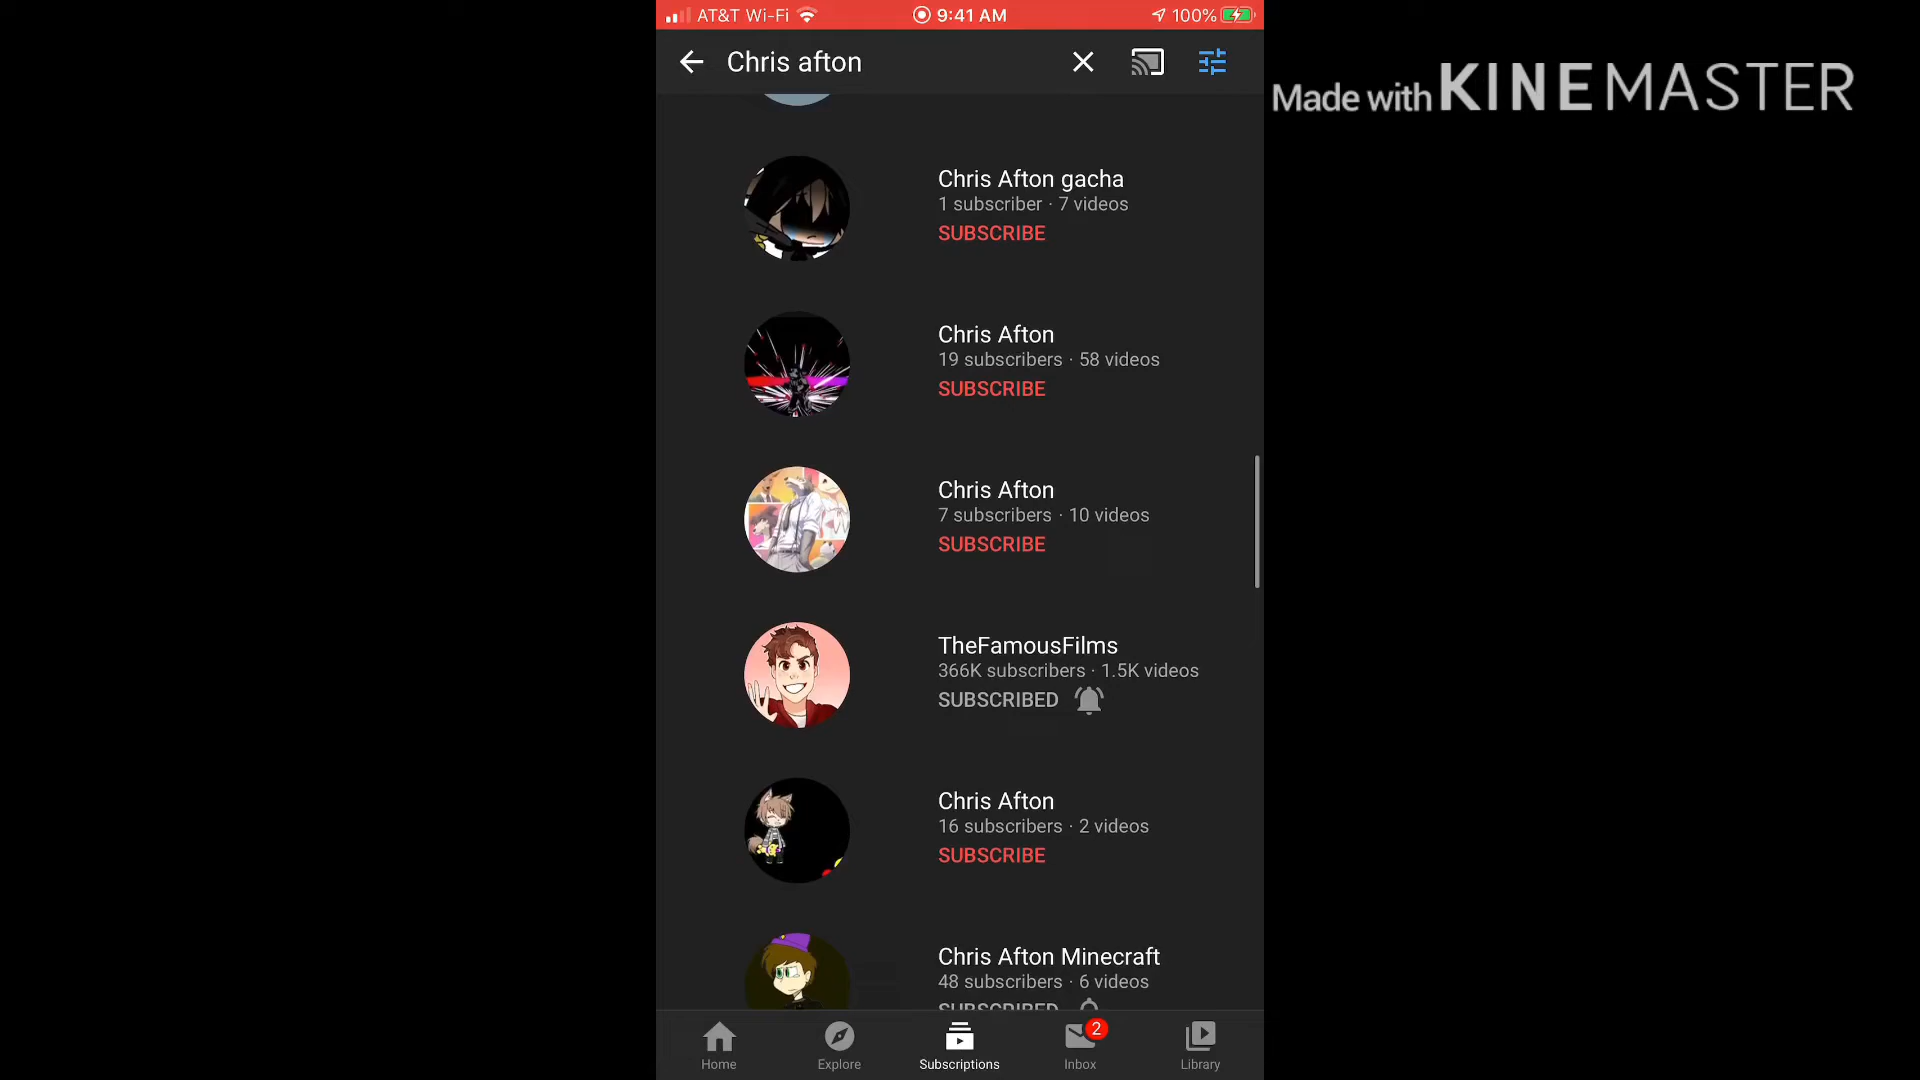 AT&T Wi-Fi 9:41 AM 100%
Chris afton
Made with KINEMASTER
Chris Afton gacha
1 subscriber · 7 videos
SUBSCRIBE
Chris Afton
19 subscribers · 58 videos
SUBSCRIBE
Chris Afton
7 subscribers · 10 videos
SUBSCRIBE
TheFamousFilms
366K subscribers · 1.5K videos
SUBSCRIBED
Chris Afton
16 subscribers · 2 videos
SUBSCRIBE
Chris Afton Minecraft
48 subscribers · 6 videos
SUBSCRIBED
2
Home Explore Subscriptions Inbox Library